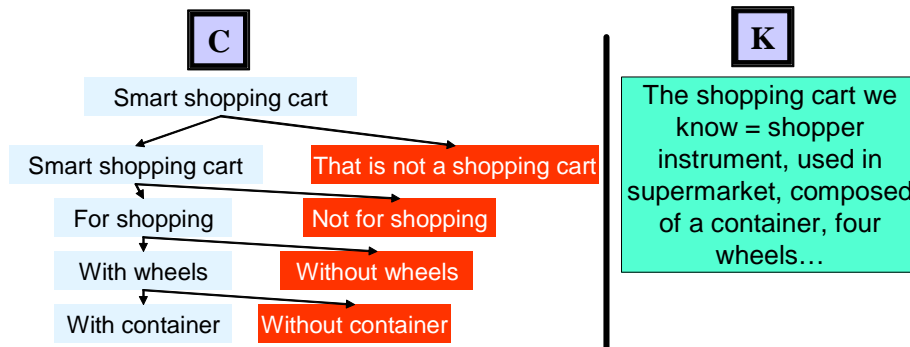 C
K
Smart shopping cart
Smart shopping cart
That is not a shopping cart
For shopping
Not for shopping
With wheels
Without wheels
With container
Without container
The shopping cart we
know = shopper
instrument, used in
supermarket, composed
of a container, four
wheels…